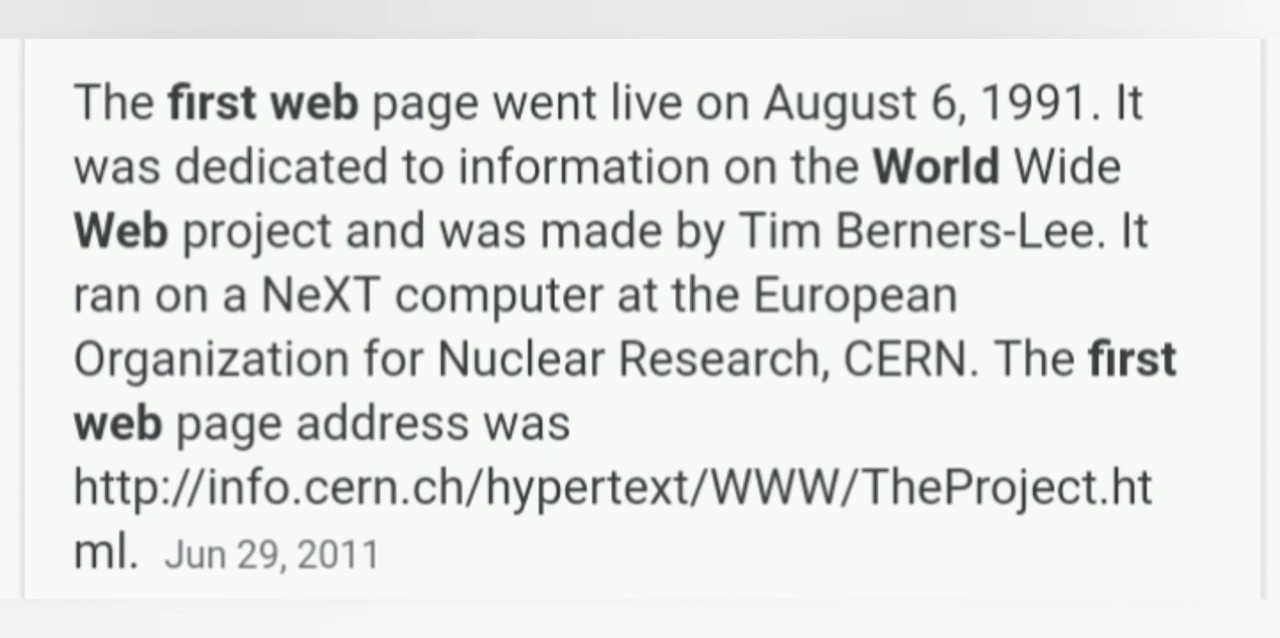 The first web page went live on August 6, 1991. It
was dedicated to information on the World Wide
Web project and was made by Tim Berners-Lee. It
ran on a NeXT computer at the European
Organization for Nuclear Research, CERN. The first
web page address was
http://info.cern.ch/hypertext/WWW/TheProject.ht
ml. Jun 29, 2011